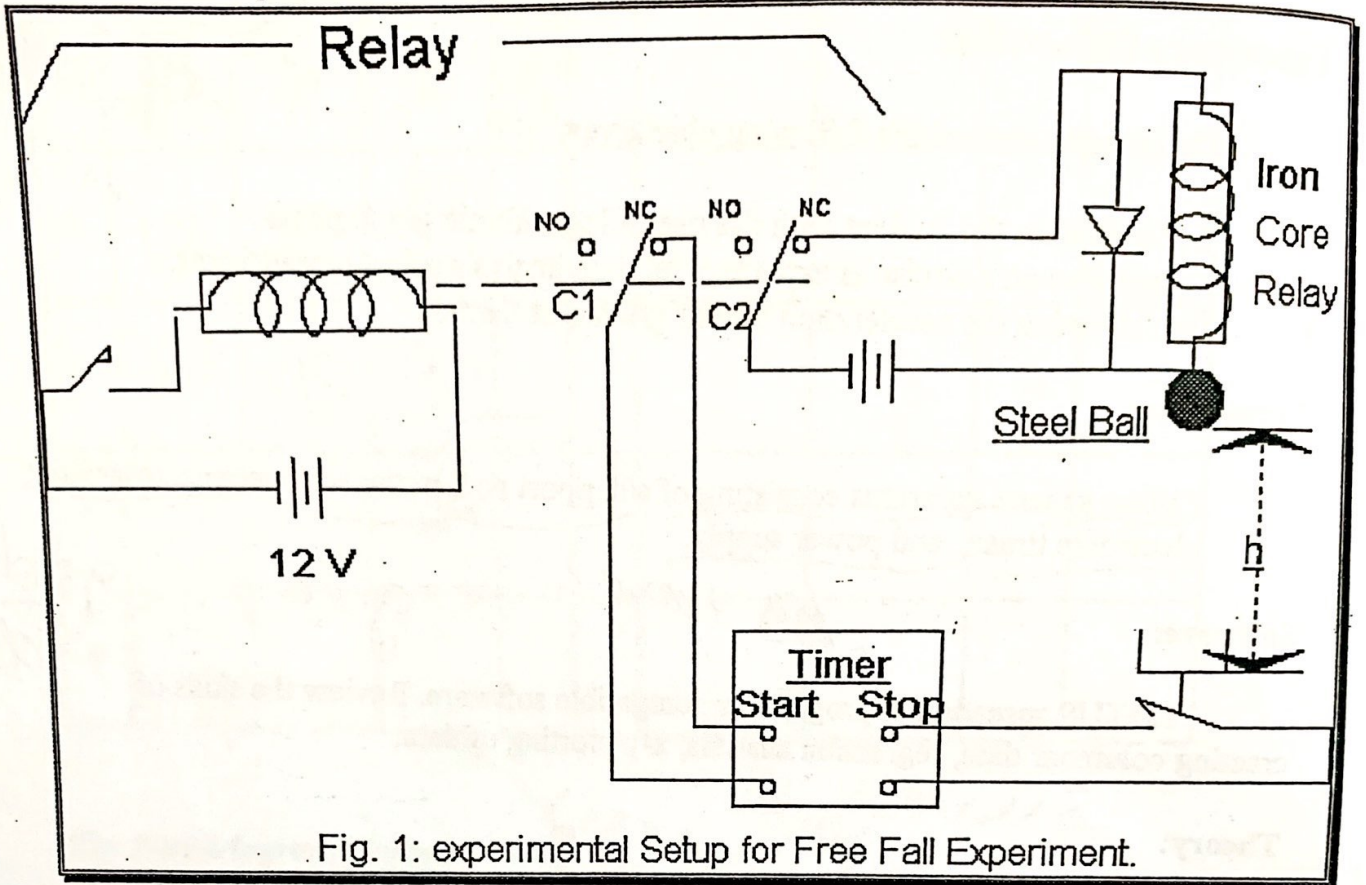 Relay
NO NC NO NC
C1 C2
Iron
Core
Relay
12 V
Steel Ball
h
Timer
Start Stop
Fig. 1: experimental Setup for Free Fall Experiment.